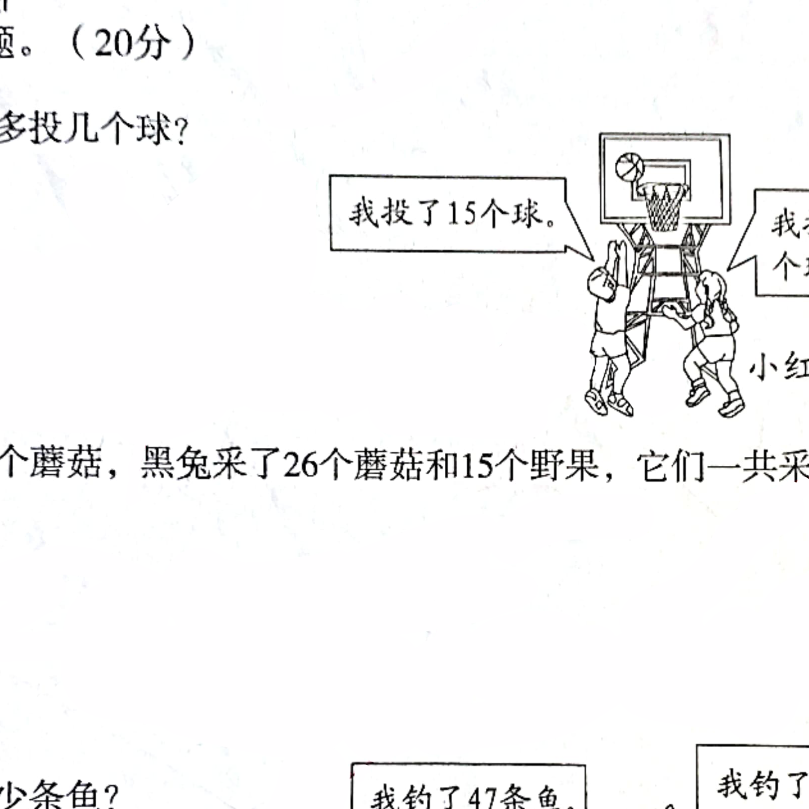 题。（20分）
多投几个球？
我投了15个球。
我
个
小红
个蘑菇，黑兔采了26个蘑菇和15个野果，它们一共采
少条鱼？
我钓了47条鱼。
我钓了